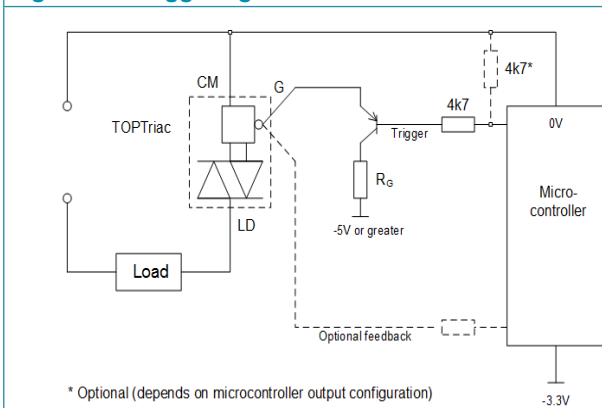 4k7*
CM
G
4k7
TOPTriac
0V
Trigger
RG
Micro-
controller
-5V or greater
LD
Load
Optional feedback
* Optional (depends on microcontroller output configuration)
-3.3V